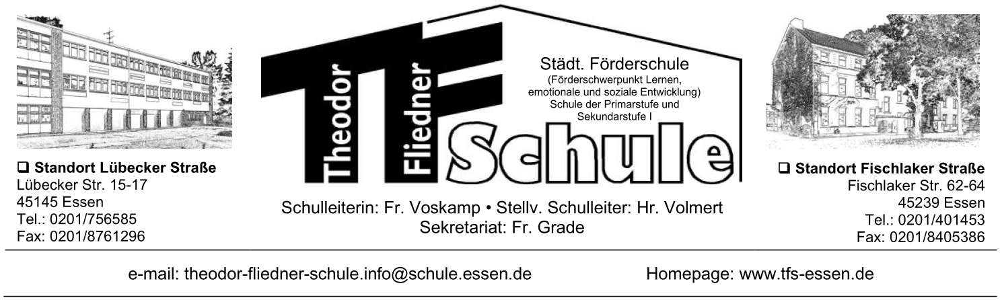 Theodor
Fliedner
Schule
Städt. Förderschule
(Förderschwerpunkt Lernen,
emotionale und soziale Entwicklung)
Schule der Primarstufe und
Sekundarstufe I
❑ Standort Lübecker Straße
Lübecker Str. 15-17
45145 Essen
Tel.: 0201/756585
Fax: 0201/8761296
Schulleiterin: Fr. Voskamp • Stellv. Schulleiter: Hr. Volmert
Sekretariat: Fr. Grade
❑ Standort Fischlaker Straße
Fischlaker Str. 62-64
45239 Essen
Tel.: 0201/401453
Fax: 0201/8405386
e-mail: theodor-fliedner-schule.info@schule.essen.de
Homepage: www.tfs-essen.de